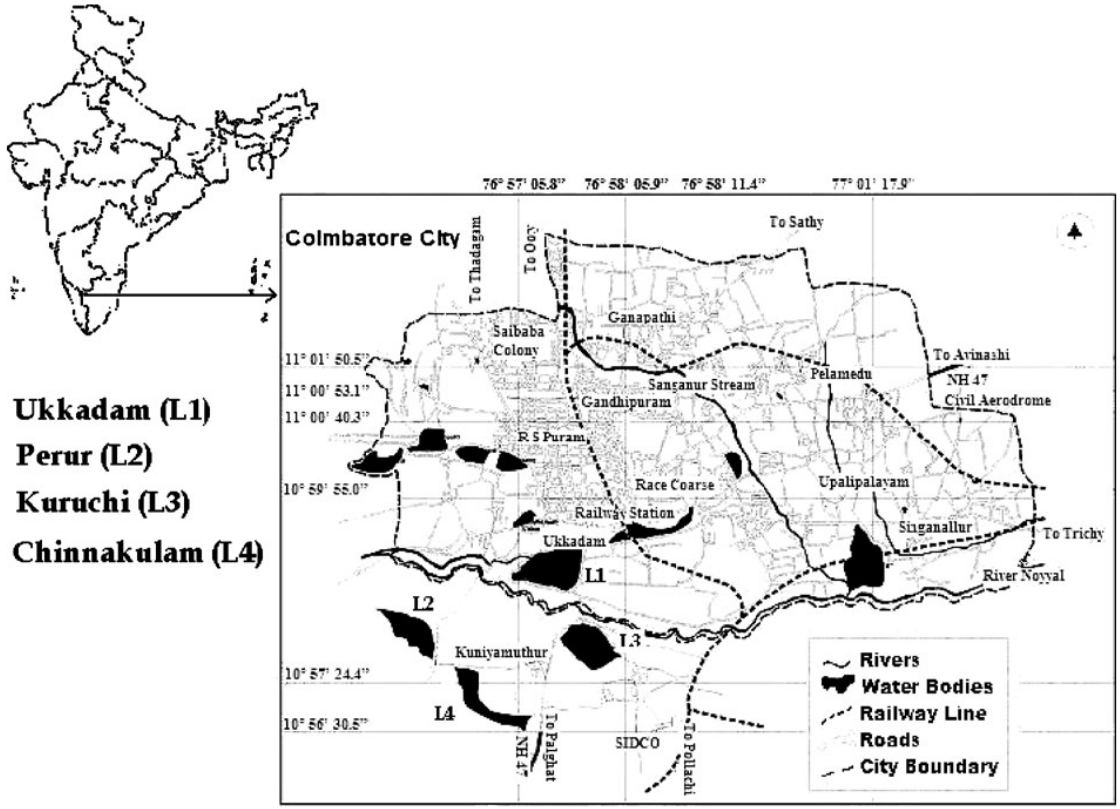 76° 57' 05.8" 76° 58' 05.9" 76° 58' 11.4" 77° 01' 17.9"
Coimbatore City
To Thadagam
To Ooty
To Sathy
Ganapathi
Saibaba
Colony
11° 01' 50.5"
11° 00' 53.1"
11° 00' 40.3"
10° 59' 55.0"
10° 57' 24.4"
10° 56' 30.5"
Sanganur Stream
Pelamedu
To Avinashi
NH 47
Civil Aerodrome
Gandhipuram
R S Puram
Race Coarse
Upalipalayam
Railway Station
Ukkadam
Singanallur
To Trichy
River Noyyal
L1
L2
L3
L4
Kuniyamuthur
NH 47
To Palghat
SIDCO
To Pollachi
Rivers
Water Bodies
Railway Line
Roads
City Boundary
Ukkadam (L1)
Perur (L2)
Kuruchi (L3)
Chinnakulam (L4)